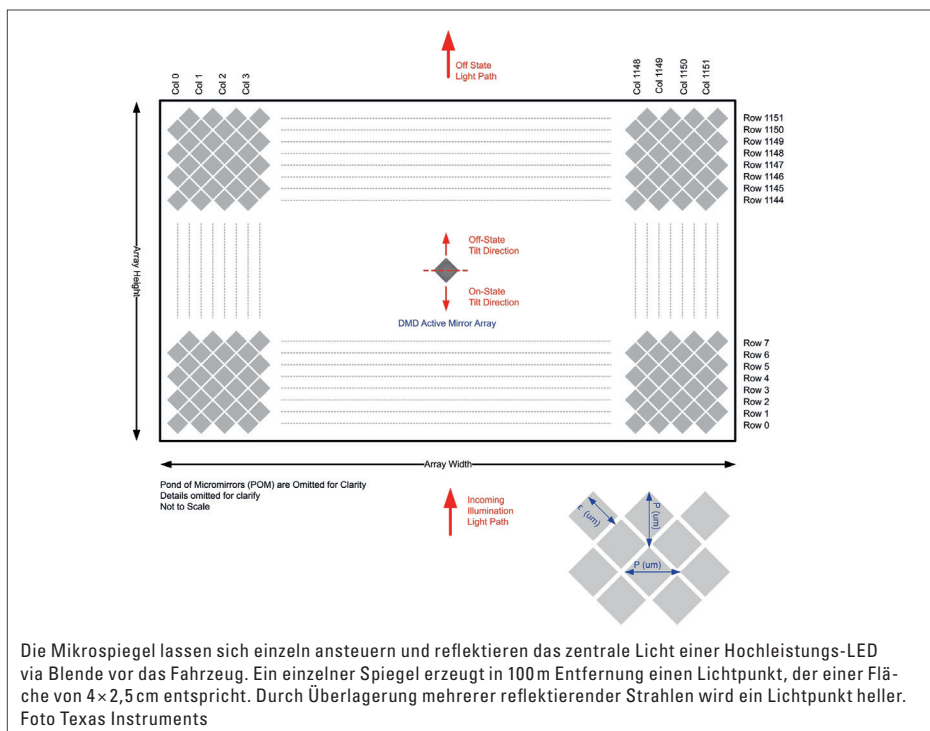 Off State
Light Path
Col 0
Col 1
Col 2
Col 3
Col 1148
Col 1149
Col 1150
Col 1151
Row 1151
Row 1150
Row 1149
Row 1148
Row 1147
Row 1146
Row 1145
Row 1144
Array Height
Off-State
Tilt Direction
On-State
Tilt Direction
DMD Active Mirror Array
Row 7
Row 6
Row 5
Row 4
Row 3
Row 2
Row 1
Row 0
Array Width
Pond of Micromirrors (POM) are Omitted for Clarity
Details omitted for clarify
Not to Scale
Incoming
Illumination
Light Path
ε (um)
P (um)
P (um)
Die Mikrospiegel lassen sich einzeln ansteuern und reflektieren das zentrale Licht einer Hochleistungs-LED
via Blende vor das Fahrzeug. Ein einzelner Spiegel erzeugt in 100 m Entfernung einen Lichtpunkt, der einer Flä-
che von 4 × 2,5 cm entspricht. Durch Überlagerung mehrerer reflektierender Strahlen wird ein Lichtpunkt heller.
Foto Texas Instruments